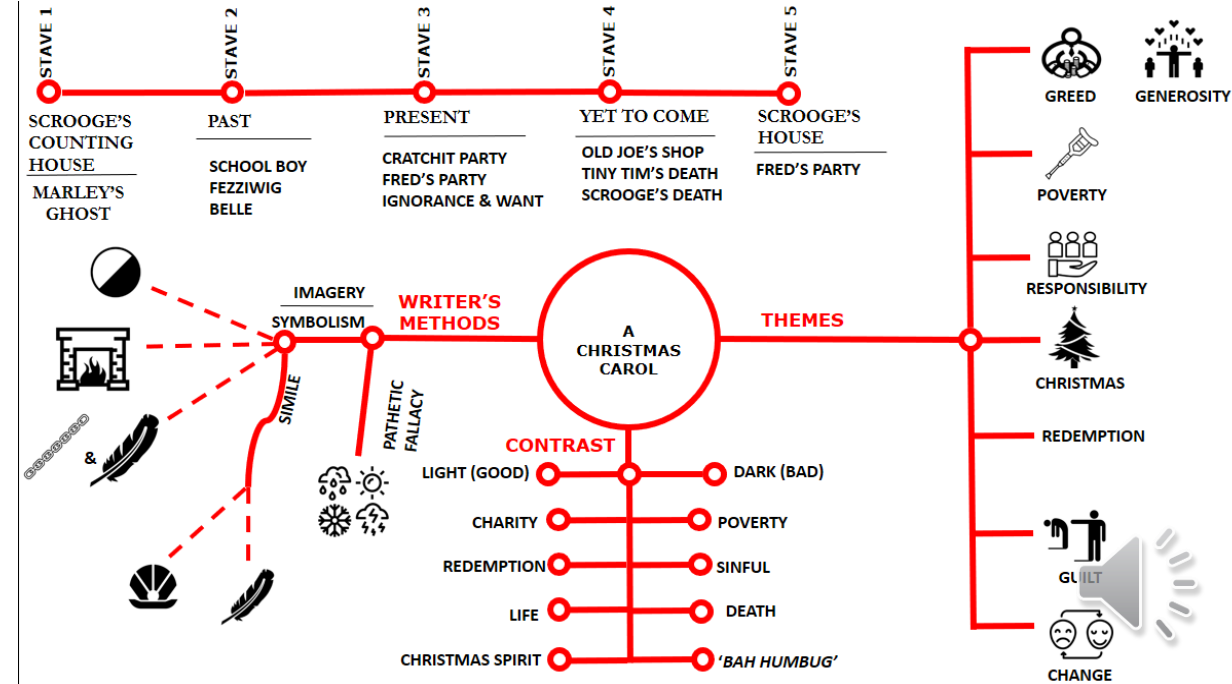 STAVE 1
STAVE 2
STAVE 3
STAVE 4
STAVE 5
SCROOGE'S
COUNTING
HOUSE
MARLEY'S
GHOST
PAST
SCHOOL BOY
FEZZIWIG
BELLE
PRESENT
CRATCHIT PARTY
FRED'S PARTY
IGNORANCE & WANT
YET TO COME
OLD JOE'S SHOP
TINY TIM'S DEATH
SCROOGE'S DEATH
SCROOGE'S
HOUSE
FRED'S PARTY
GREED
GENEROSITY
POVERTY
RESPONSIBILITY
CHRISTMAS
REDEMPTION
GUILT
CHANGE
THEMES
A
CHRISTMAS
CAROL
WRITER'S
METHODS
IMAGERY
SYMBOLISM
SIMILE
PATHETIC
FALLACY
&
CONTRAST
LIGHT (GOOD)
DARK (BAD)
CHARITY
POVERTY
REDEMPTION
SINFUL
LIFE
DEATH
CHRISTMAS SPIRIT
'BAH HUMBUG'